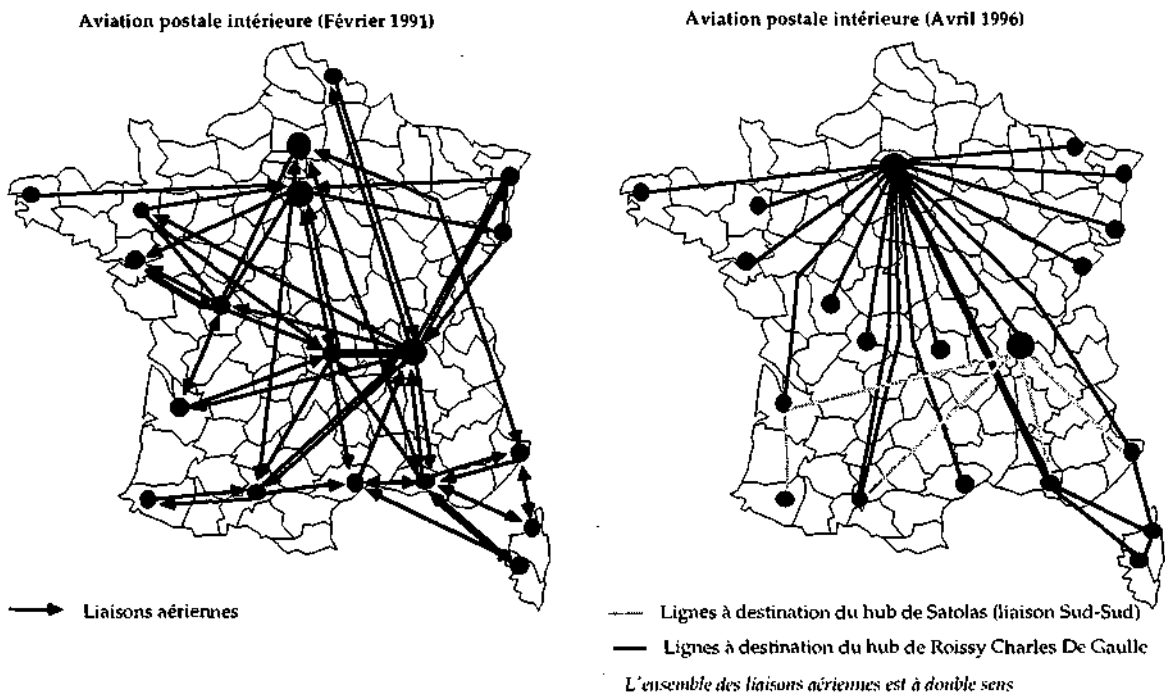 Aviation postale intérieure (Février 1991)
Aviation postale intérieure (Avril 1996)
Liaisons aériennes
Lignes à destination du hub de Satolas (liaison Sud-Sud)
Lignes à destination du hub de Roissy Charles De Gaulle
L'ensemble des liaisons aériennes est à double sens